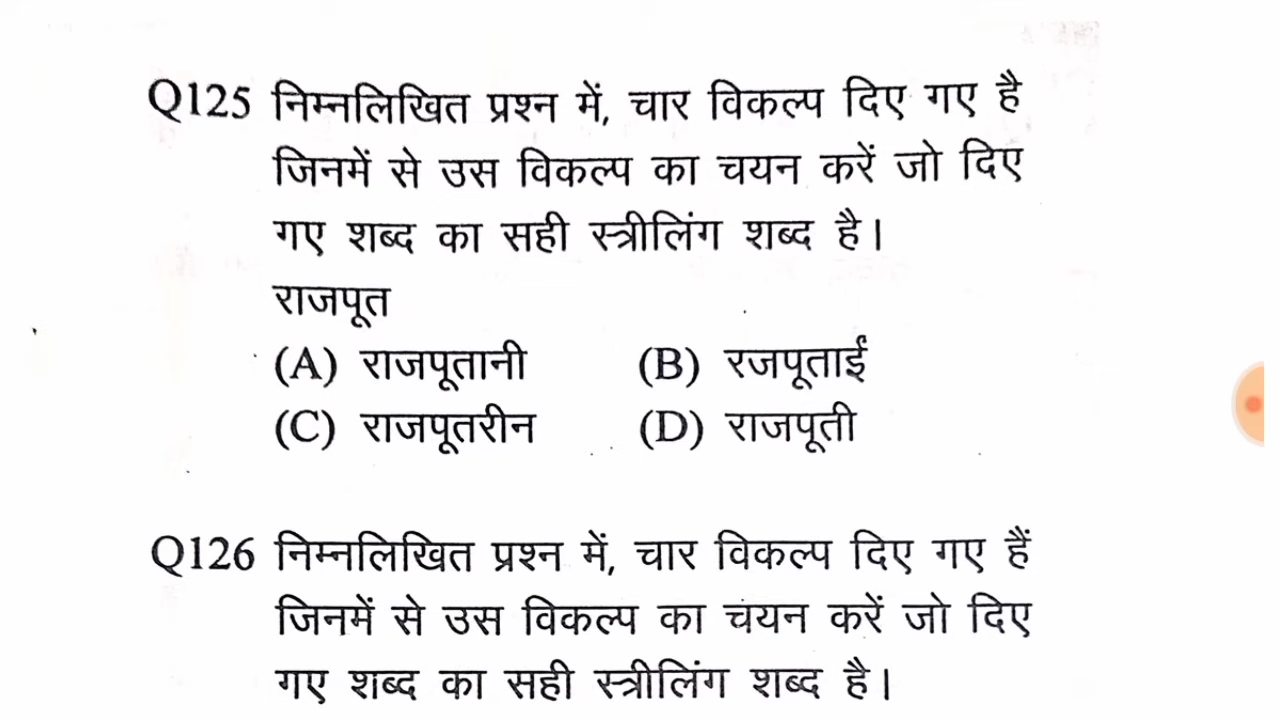 Q125 निम्नलिखित प्रश्न में, चार विकल्प दिए गए है
जिनमें से उस विकल्प का चयन करें जो दिए
गए शब्द का सही स्त्रीलिंग शब्द है।
राजपूत
(A) राजपूतानी (B) रजपूताईं
(C) राजपूतरीन (D) राजपूती
Q126 निम्नलिखित प्रश्न में, चार विकल्प दिए गए हैं
जिनमें से उस विकल्प का चयन करें जो दिए
गए शब्द का सही स्त्रीलिंग शब्द है।